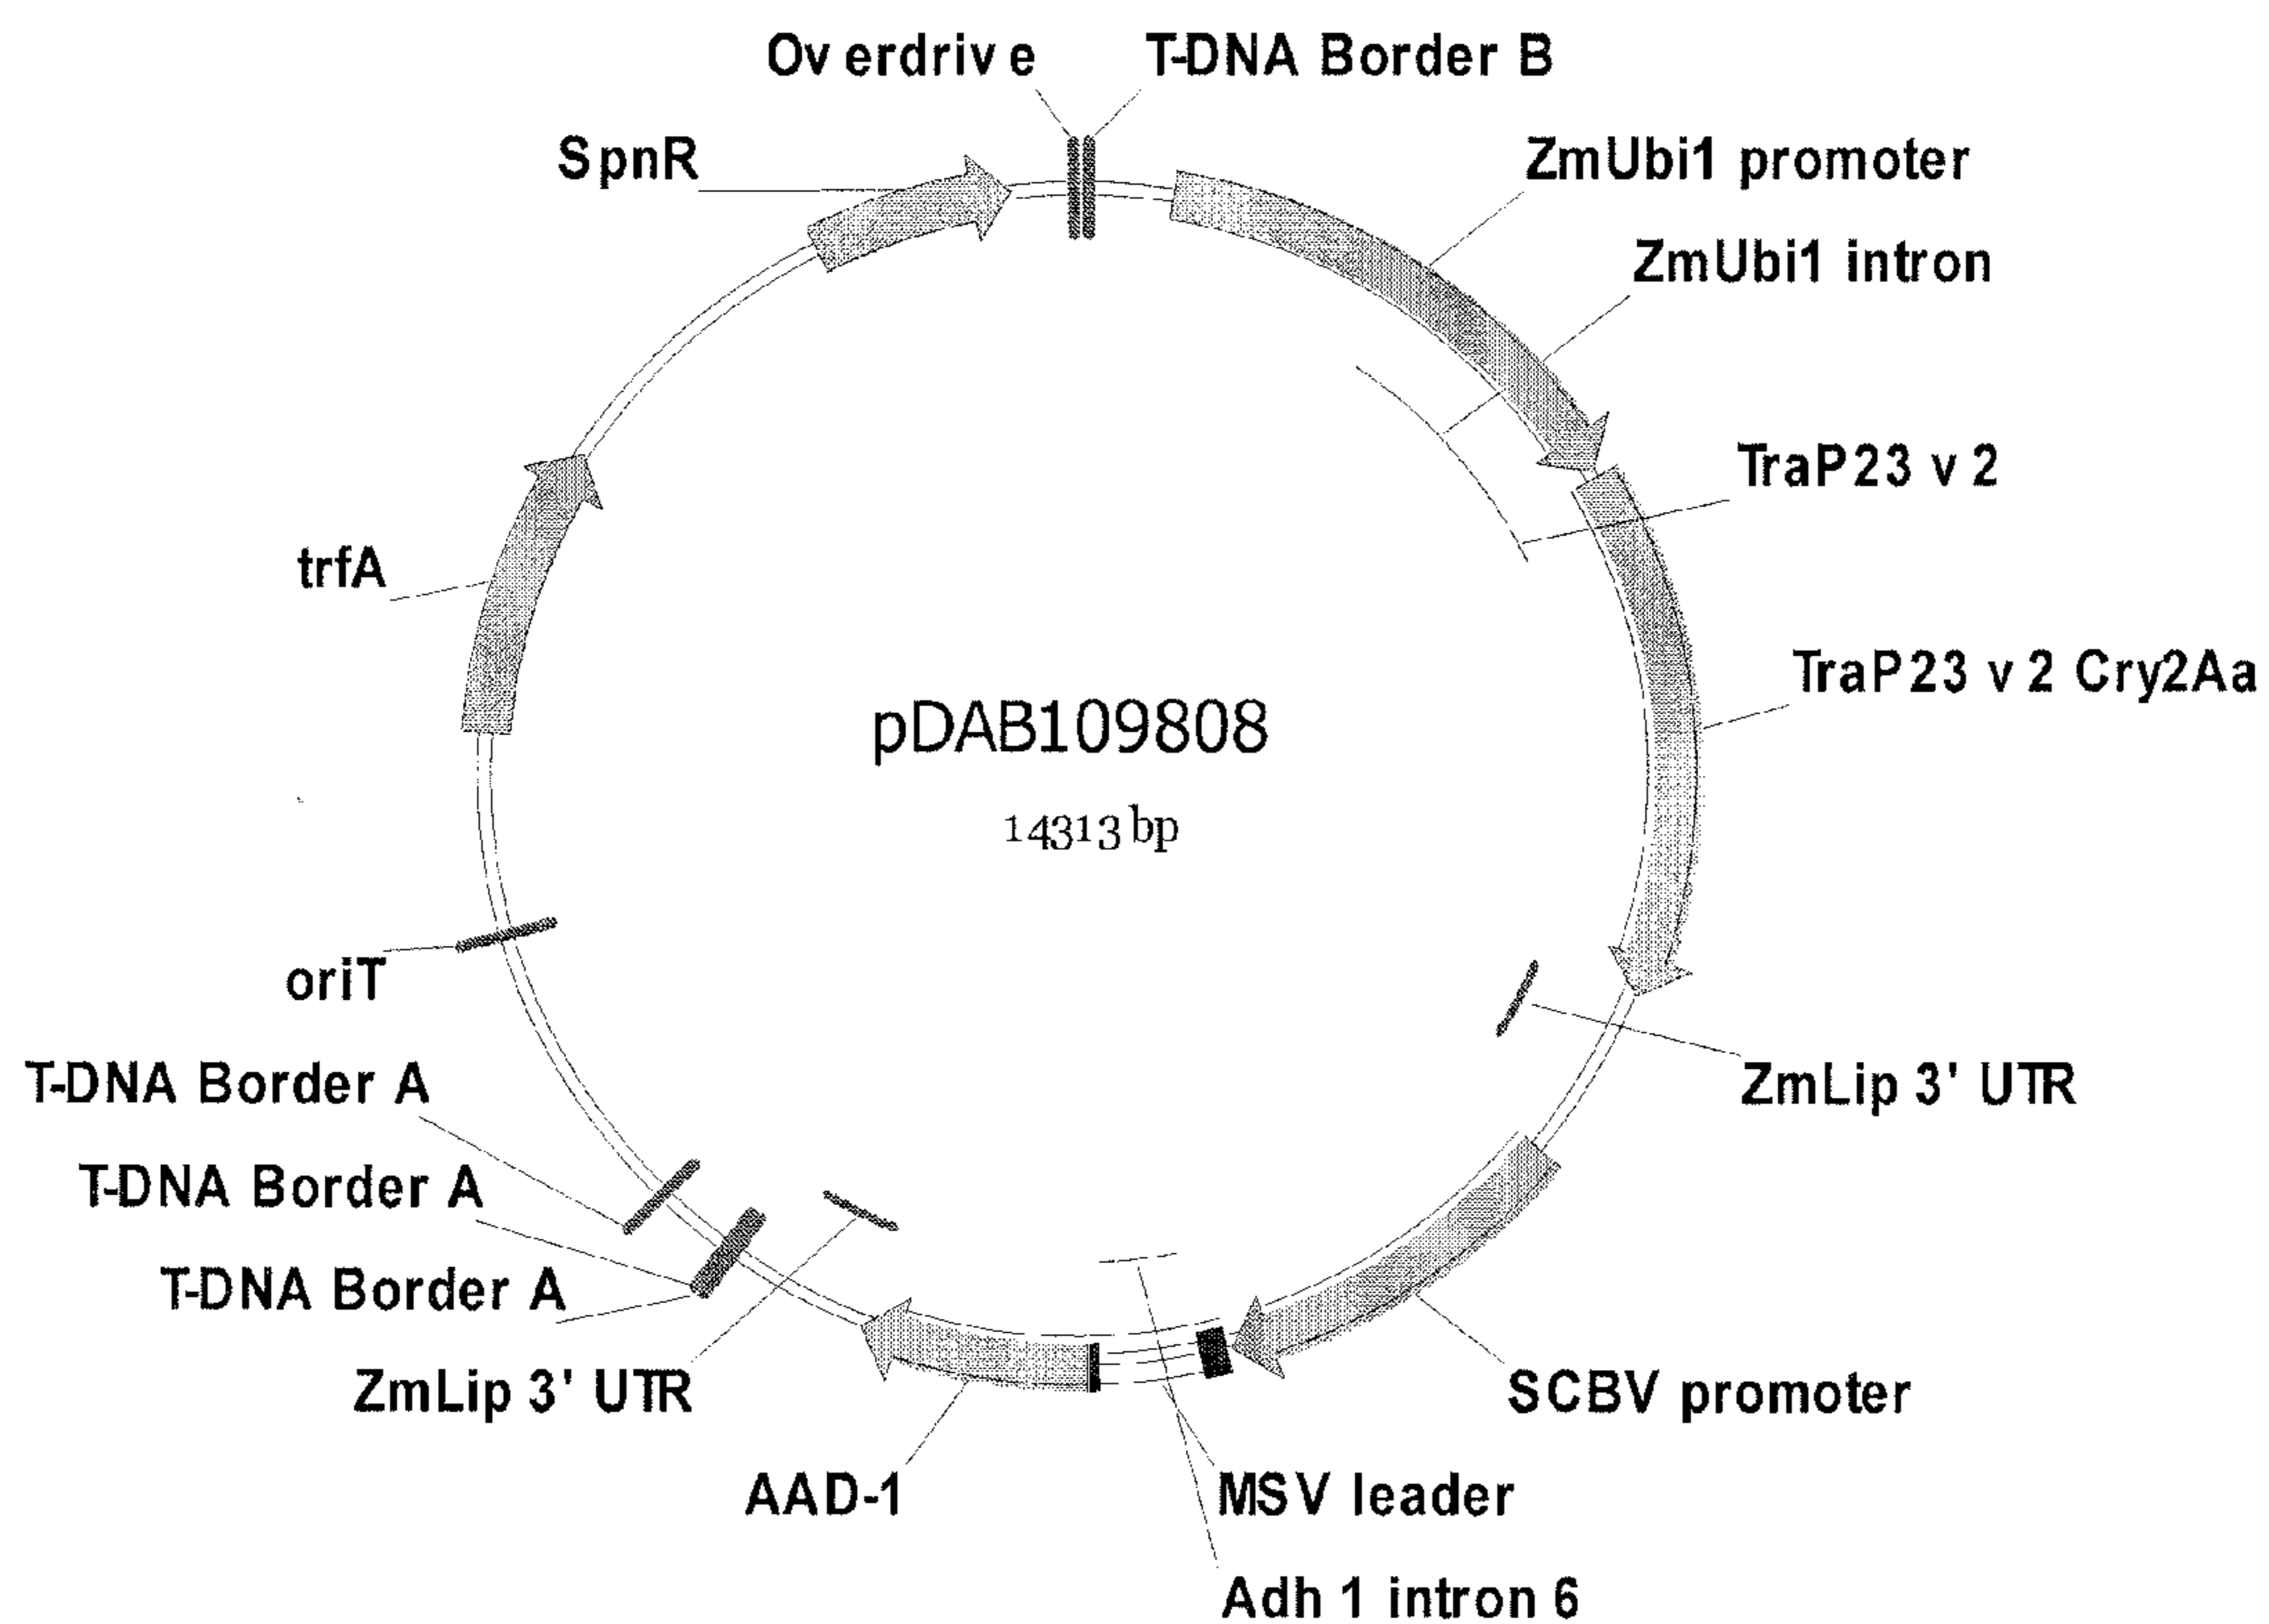 Overdrive
T-DNA Border B
SpnR
ZmUbi1 promoter
ZmUbi1 intron
TraP23 v 2
trfA
TraP23 v 2 Cry2Aa
pDAB109808
14313 bp
oriT
T-DNA Border A
ZmLip 3' UTR
T-DNA Border A
T-DNA Border A
ZmLip 3' UTR
SCBV promoter
AAD-1
MSV leader
Adh 1 intron 6